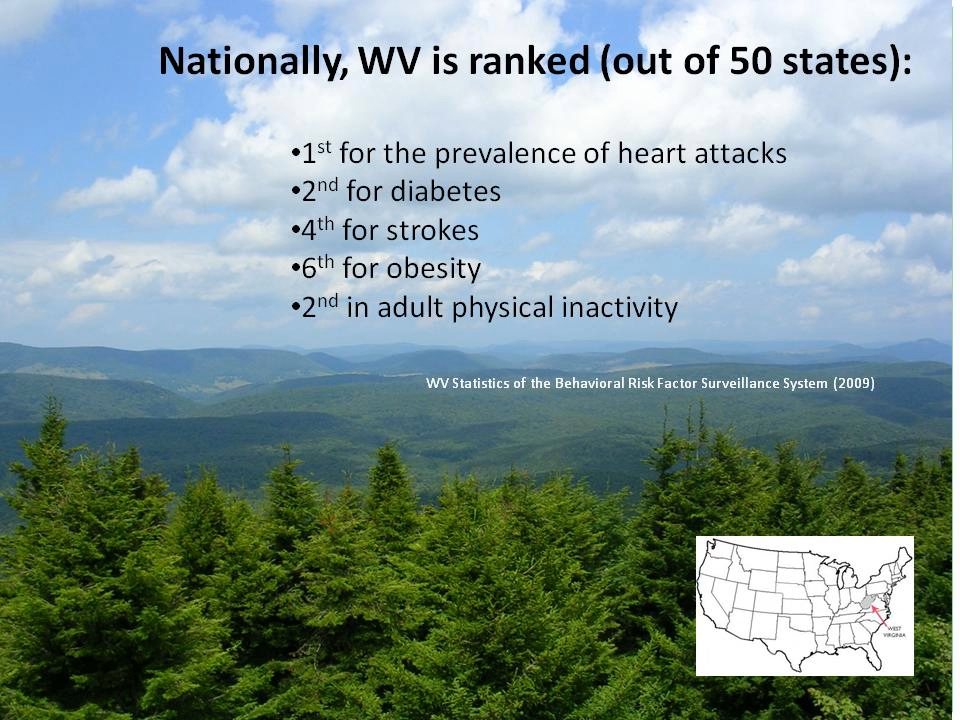 Nationally, WV is ranked (out of 50 states):
•1st for the prevalence of heart attacks
•2nd for diabetes
•4th for strokes
•6th for obesity
•2nd in adult physical inactivity
WV Statistics of the Behavioral Risk Factor Surveillance System (2009)
WEST
VIRGINIA